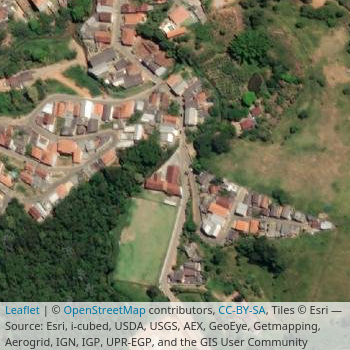 Leaflet | © OpenStreetMap contributors, CC-BY-SA, Tiles © Esri —
Source: Esri, i-cubed, USDA, USGS, AEX, GeoEye, Getmapping,
Aerogrid, IGN, IGP, UPR-EGP, and the GIS User Community